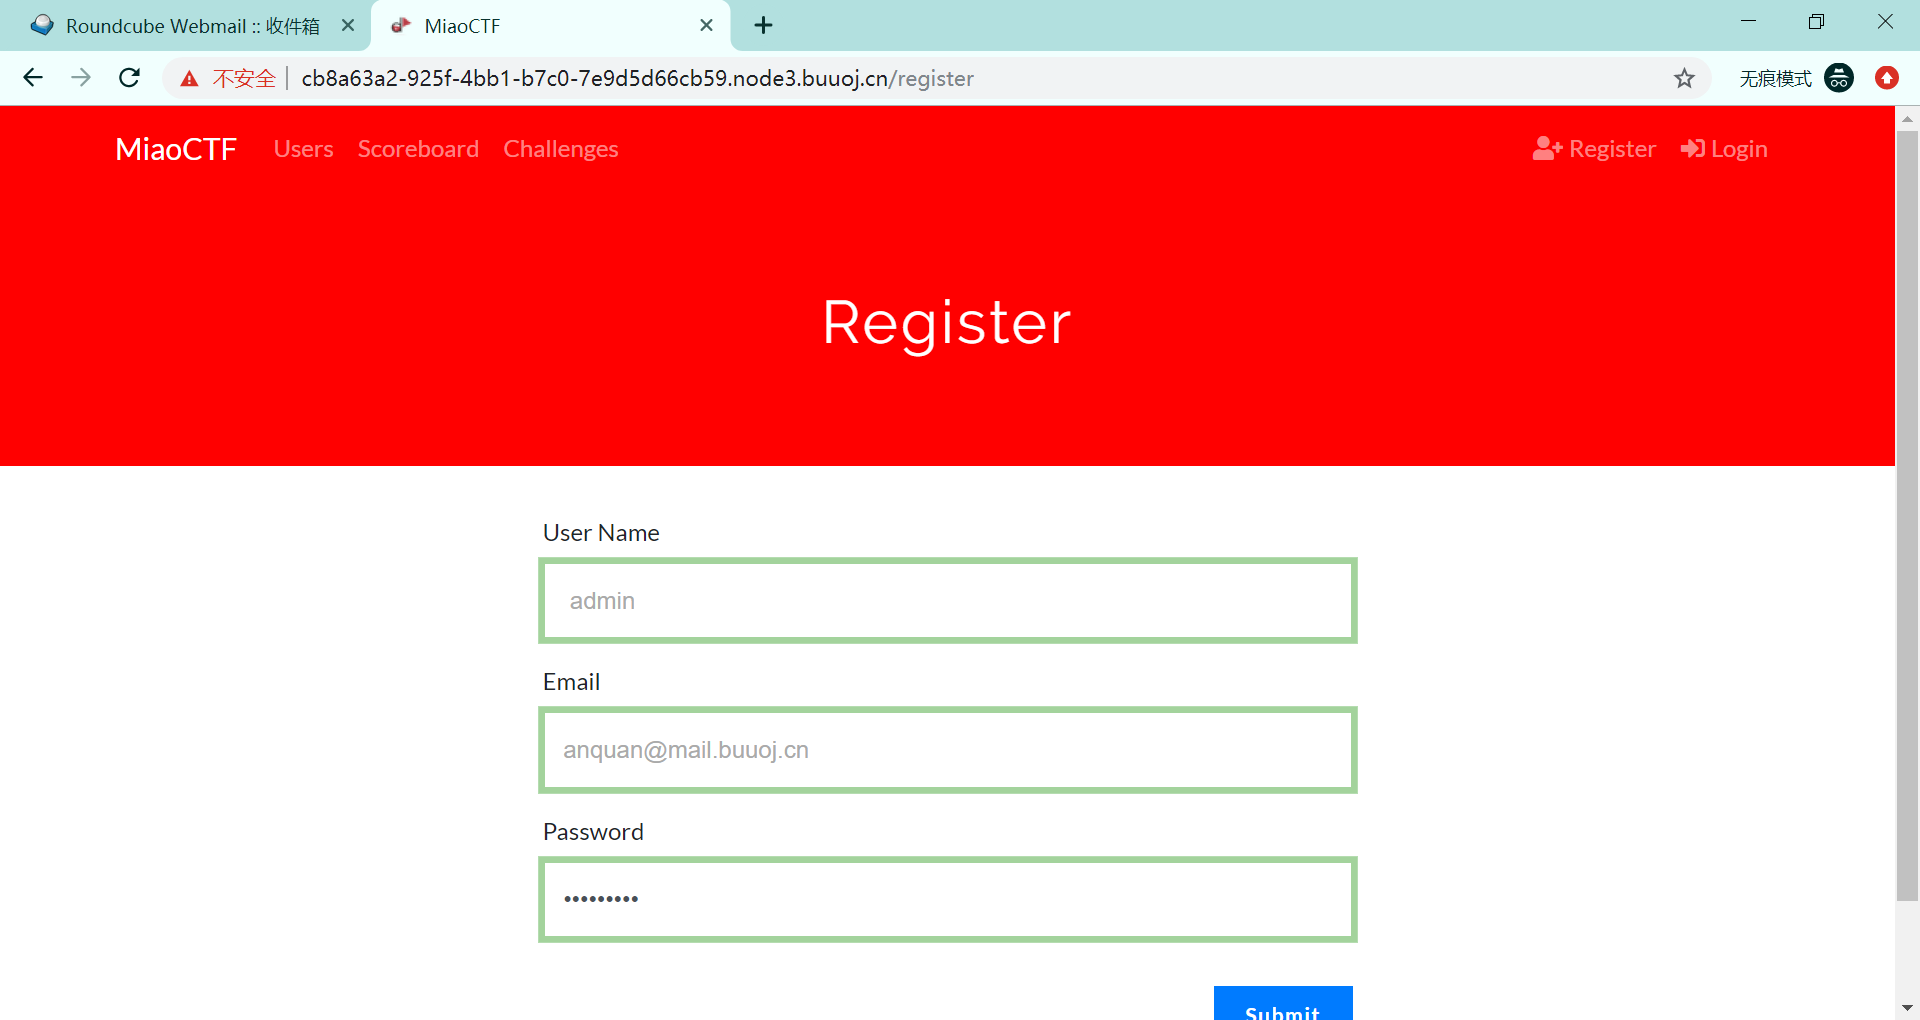 Roundcube Webmail :: 收件箱
MiaoCTF
不安全
cb8a63a2-925f-4bb1-b7c0-7e9d5d66cb59.node3.buuoj.cn/register
无痕模式
MiaoCTF Users Scoreboard Challenges Register Login
Register
User Name
admin
Email
anquan@mail.buuoj.cn
Password
•••••••••
Submit